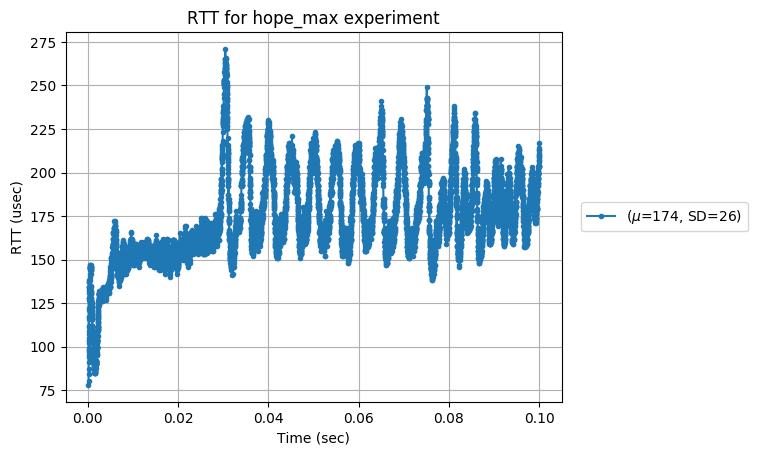 RTT for hope_max experiment
RTT (usec)
275
250
225
200
175
150
125
100
75
0.00 0.02 0.04 0.06 0.08 0.10
Time (sec)
(μ=174, SD=26)